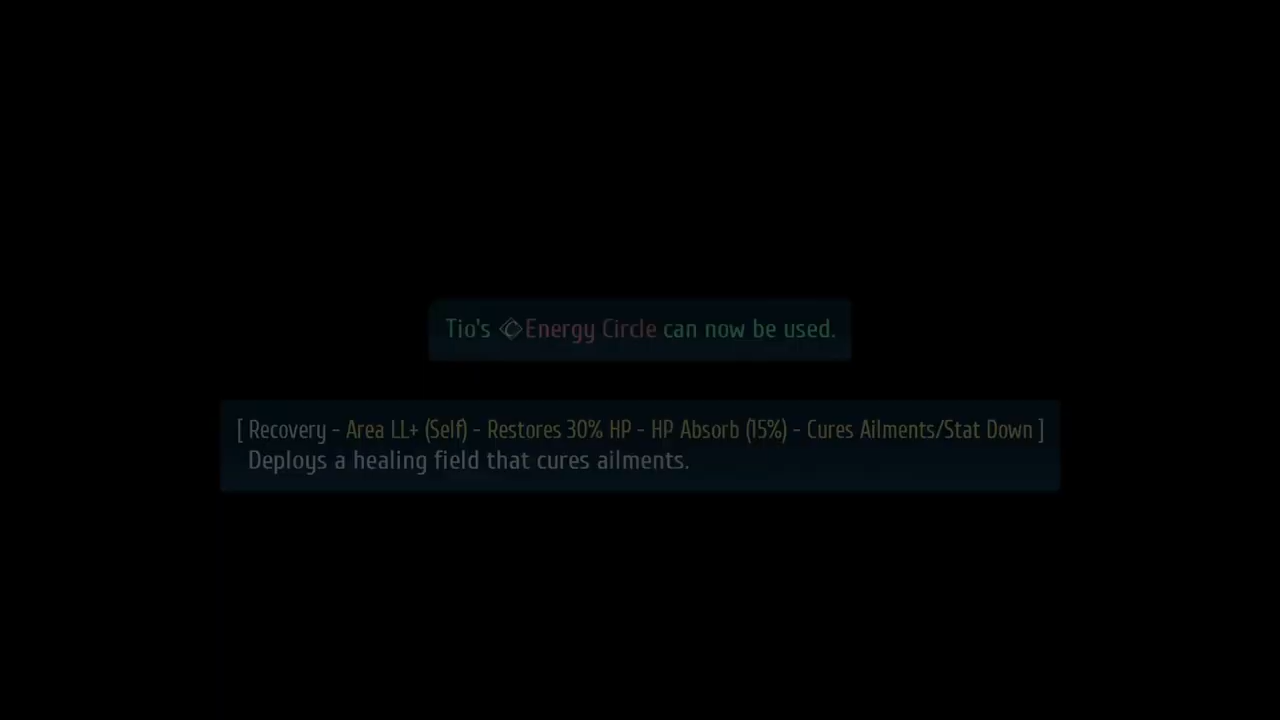 Tio's Energy Circle can now be used.
[ Recovery - Area LL+ (Self) - Restores 30% HP - HP Absorb (15%) - Cures Ailments/Stat Down ]
Deploys a healing field that cures ailments.